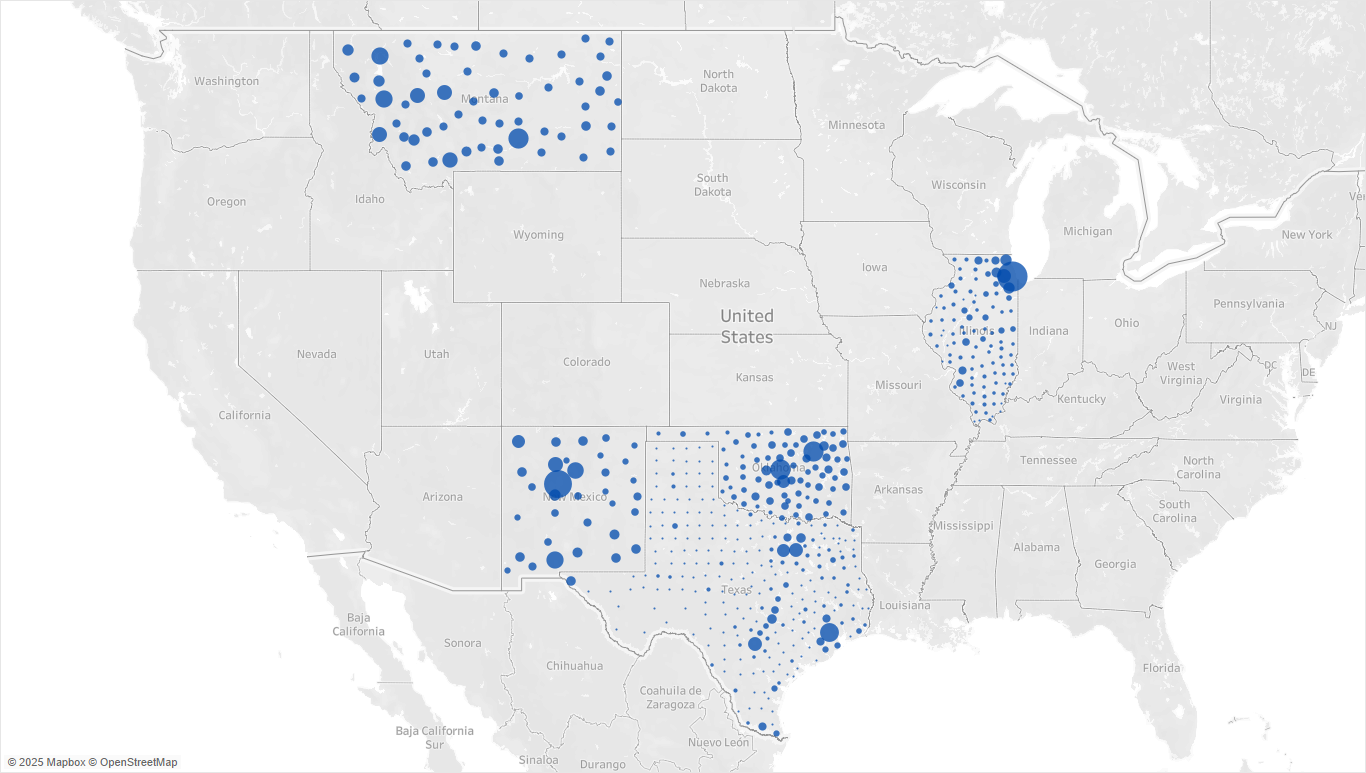 Washington
Montana
North
Dakota
Minnesota
Oregon
Idaho
South
Dakota
Wisconsin
Michigan
New York
Wyoming
Iowa
Nebraska
United
States
Pennsylvania
Nevada
Utah
Colorado
Kansas
Missouri
Illinois
Indiana
Ohio
NJ
West
Virginia
DC
DE
Virginia
Kentucky
California
Arizona
New Mexico
Oklahoma
Arkansas
Tennessee
North
Carolina
South
Carolina
Mississippi
Alabama
Georgia
Texas
Louisiana
Florida
Baja
California
Sonora
Chihuahua
Coahuila de
Zaragoza
Baja California
Sur
Sinaloa
Durango
Nuevo León
© 2025 Mapbox © OpenStreetMap